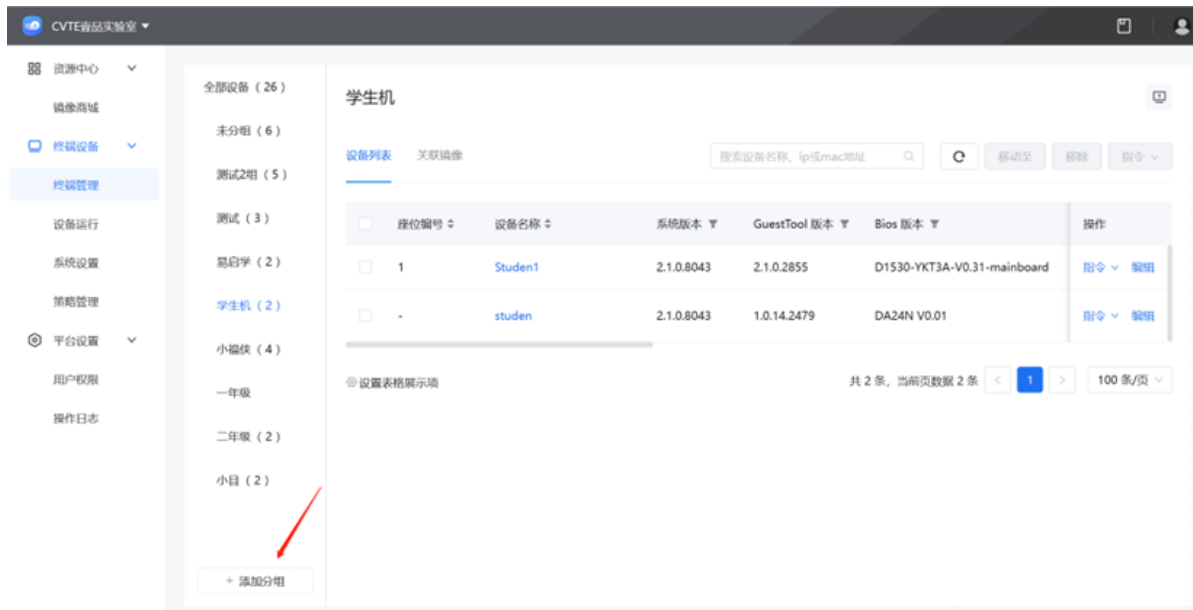 CVTE壹品实验室
资源中心
镜像商城
终端设备
终端管理
设备运行
系统设置
策略管理
平台设置
用户权限
操作日志
全部设备（26）
未分组（6）
测试2组（5）
测试（3）
易启学（2）
学生机（2）
小福侠（4）
一年级
二年级（2）
小目（2）
+ 添加分组
学生机
设备列表 关联镜像 搜索设备名称、ip或mac地址 移动至 移除 指令
座位编号 设备名称 系统版本 GuestTool 版本 Bios 版本 操作
1 Studen1 2.1.0.8043 2.1.0.2855 D1530-YKT3A-V0.31-mainboard 指令 编辑
- studen 2.1.0.8043 1.0.14.2479 DA24N V0.01 指令 编辑
设置表格展示项 共 2 条，当前页数据 2 条 < 1 > 100 条/页